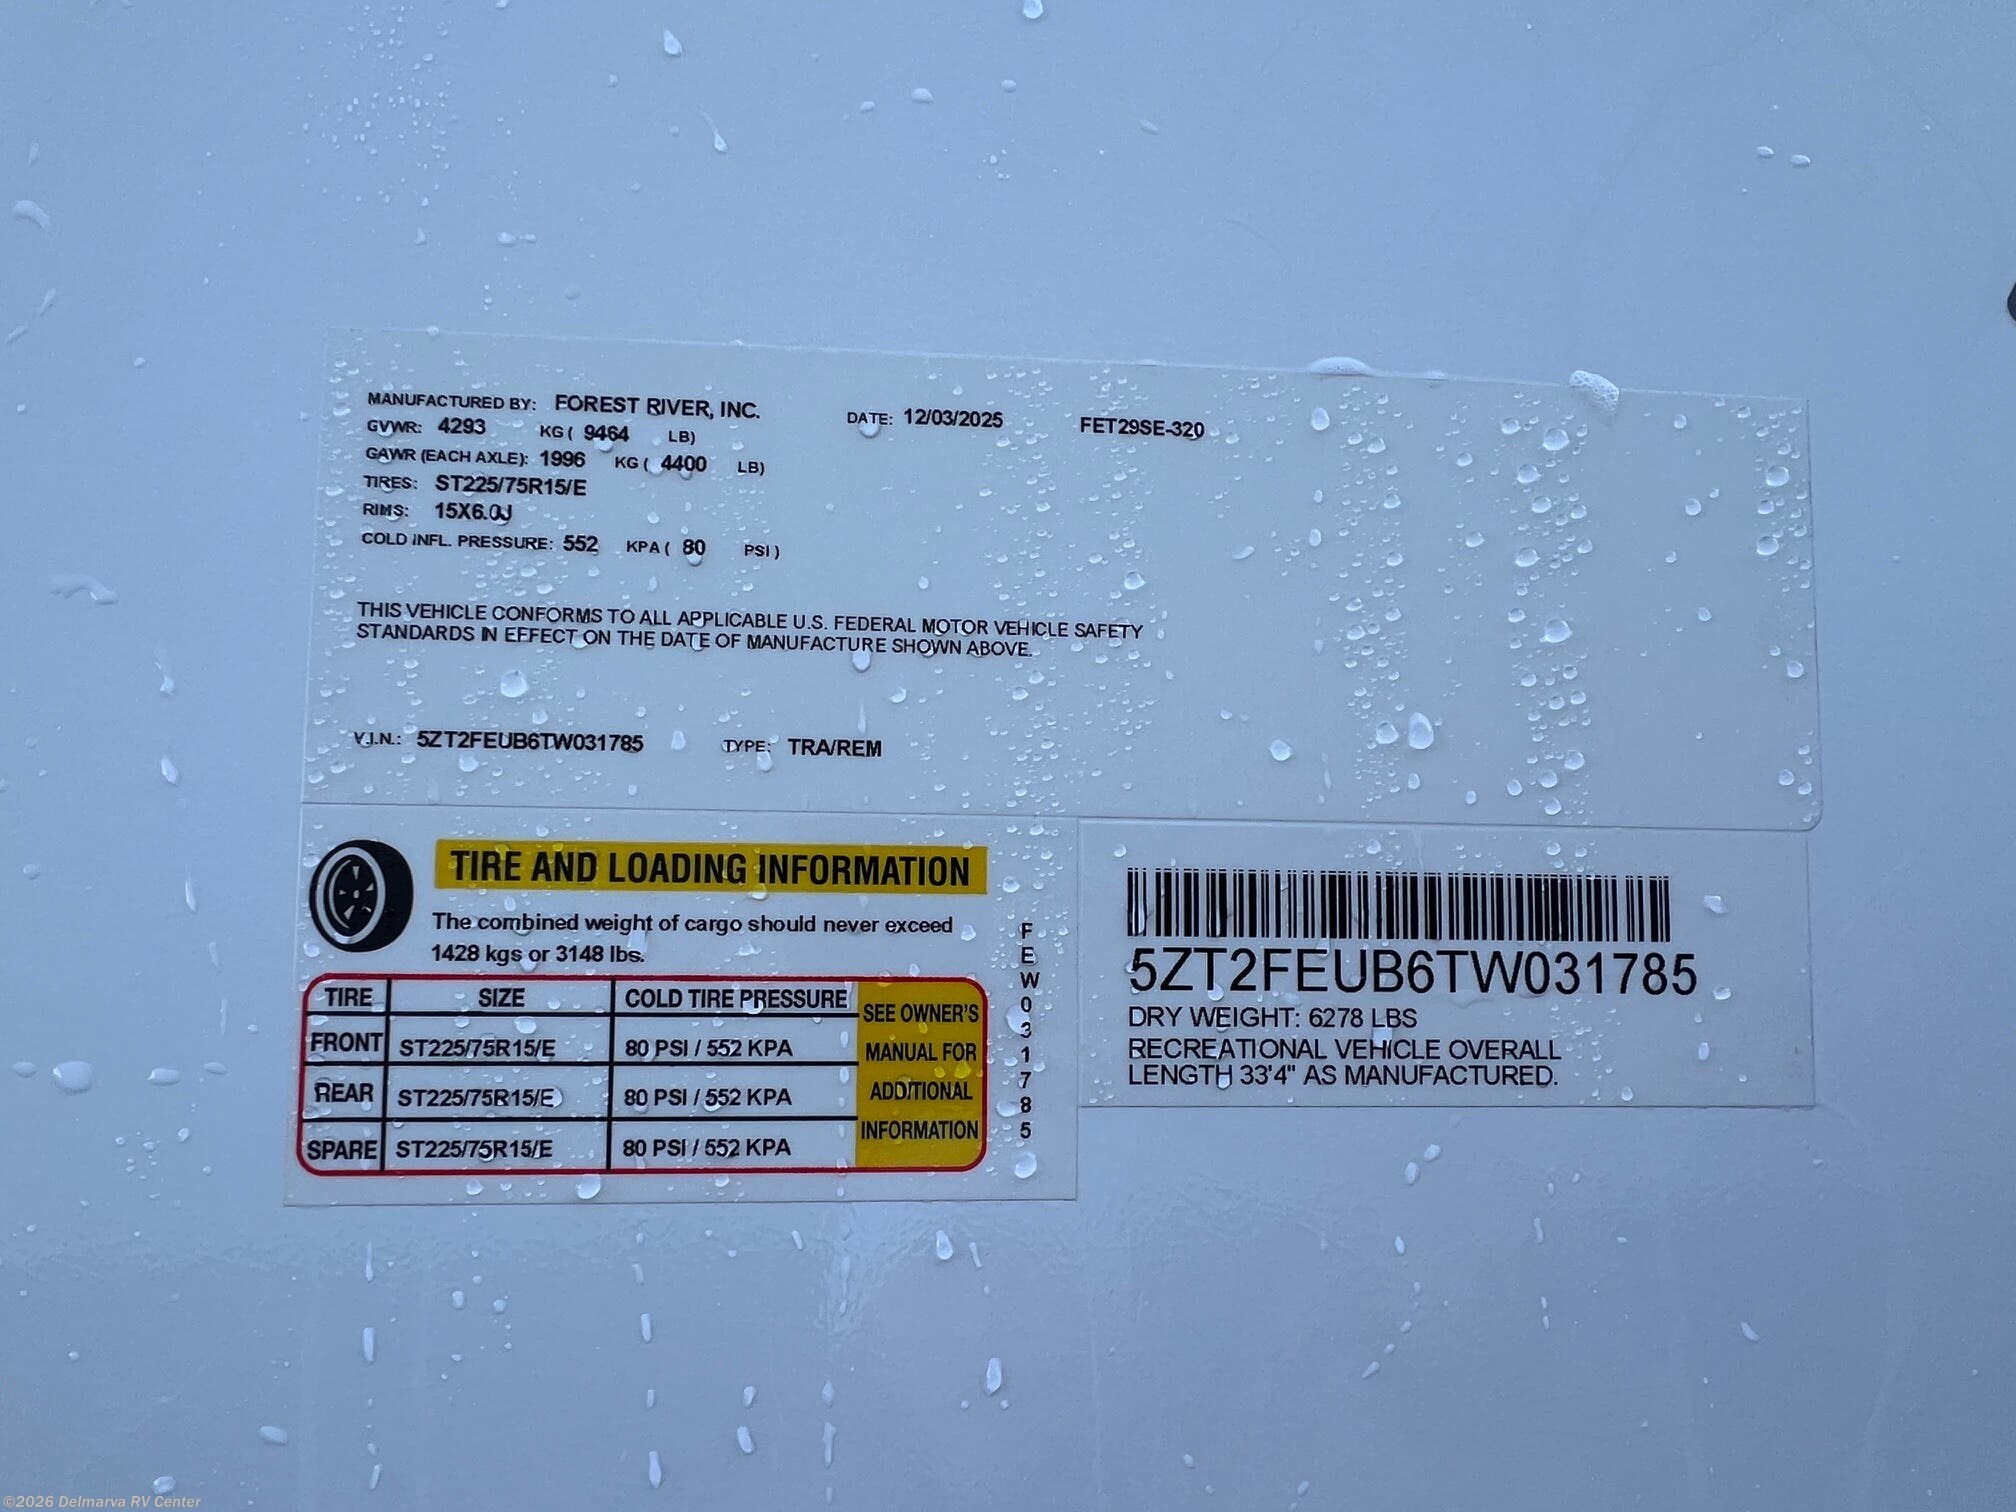 MANUFACTURED BY: FOREST RIVER, INC. DATE: 12/03/2025 FET29SE-320
GVWR: 4293 KG ( 9464 LB)
GAWR (EACH AXLE): 1996 KG ( 4400 LB)
TIRES: ST225/75R15/E
RIMS: 15X6.0J
COLD INFL. PRESSURE: 552 KPA ( 80 PSI )
THIS VEHICLE CONFORMS TO ALL APPLICABLE U.S. FEDERAL MOTOR VEHICLE SAFETY
STANDARDS IN EFFECT ON THE DATE OF MANUFACTURE SHOWN ABOVE.
V.I.N.: 5ZT2FEUB6TW031785 TYPE: TRA/REM
TIRE AND LOADING INFORMATION
The combined weight of cargo should never exceed
1428 kgs or 3148 lbs.
TIRE SIZE COLD TIRE PRESSURE
FRONT ST225/75R15/E 80 PSI / 552 KPA
REAR ST225/75R15/E 80 PSI / 552 KPA
SPARE ST225/75R15/E 80 PSI / 552 KPA
SEE OWNER'S
MANUAL FOR
ADDITIONAL
INFORMATION
FEW031785
5ZT2FEUB6TW031785
DRY WEIGHT: 6278 LBS
RECREATIONAL VEHICLE OVERALL
LENGTH 33'4" AS MANUFACTURED.
©2026 Delmarva RV Center